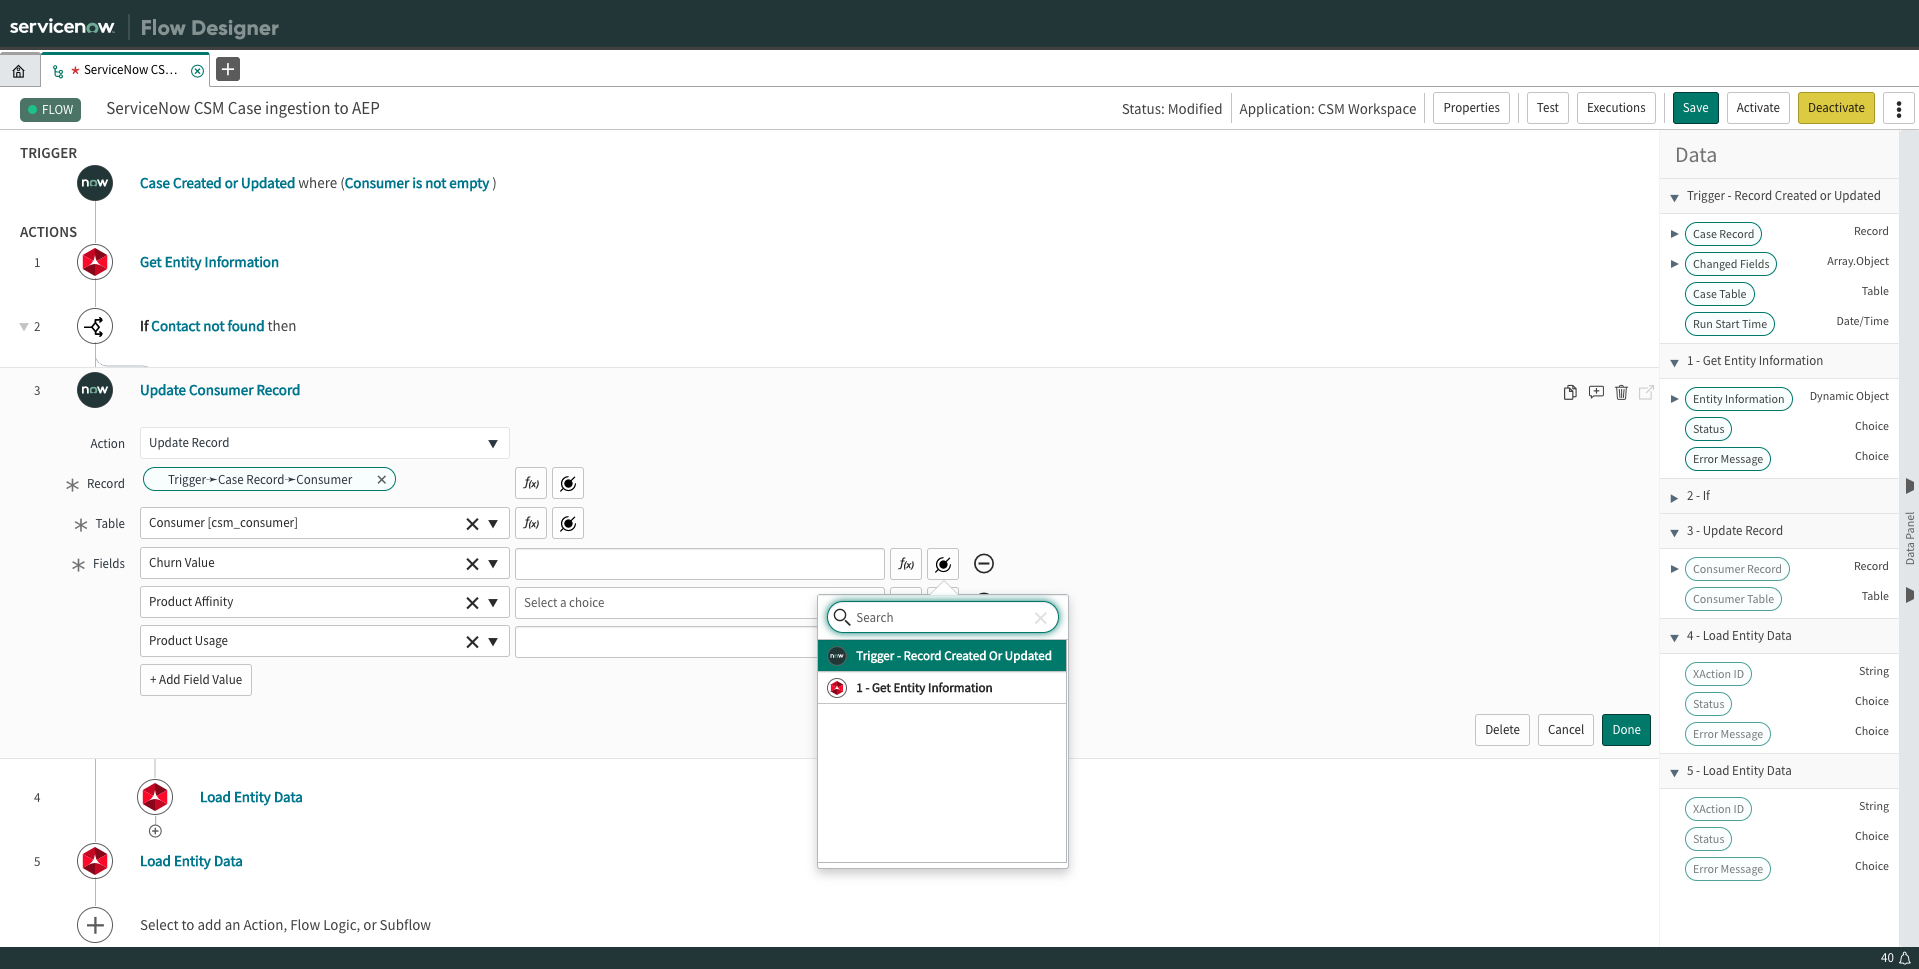 servicenow Flow Designer
ServiceNow CS...
FLOW ServiceNow CSM Case ingestion to AEP Status: Modified Application: CSM Workspace Properties Test Executions Save Activate Deactivate
TRIGGER
now Case Created or Updated where (Consumer is not empty )
ACTIONS
1 Get Entity Information
2 If Contact not found then
3 now Update Consumer Record
Action Update Record
Record Trigger➛Case Record➛Consumer f(x)
Table Consumer [csm_consumer] f(x)
Fields Churn Value f(x)
Product Affinity Select a choice
Product Usage
+ Add Field Value
Search
now Trigger - Record Created Or Updated
1 - Get Entity Information
Delete Cancel Done
4 Load Entity Data
5 Load Entity Data
Select to add an Action, Flow Logic, or Subflow
Data
Trigger - Record Created or Updated
Case Record Record
Changed Fields Array.Object
Case Table Table
Run Start Time Date/Time
1 - Get Entity Information
Entity Information Dynamic Object
Status Choice
Error Message Choice
2 - If
3 - Update Record
Consumer Record Record
Consumer Table Table
4 - Load Entity Data
XAction ID String
Status Choice
Error Message Choice
5 - Load Entity Data
XAction ID String
Status Choice
Error Message Choice
Data Panel
40